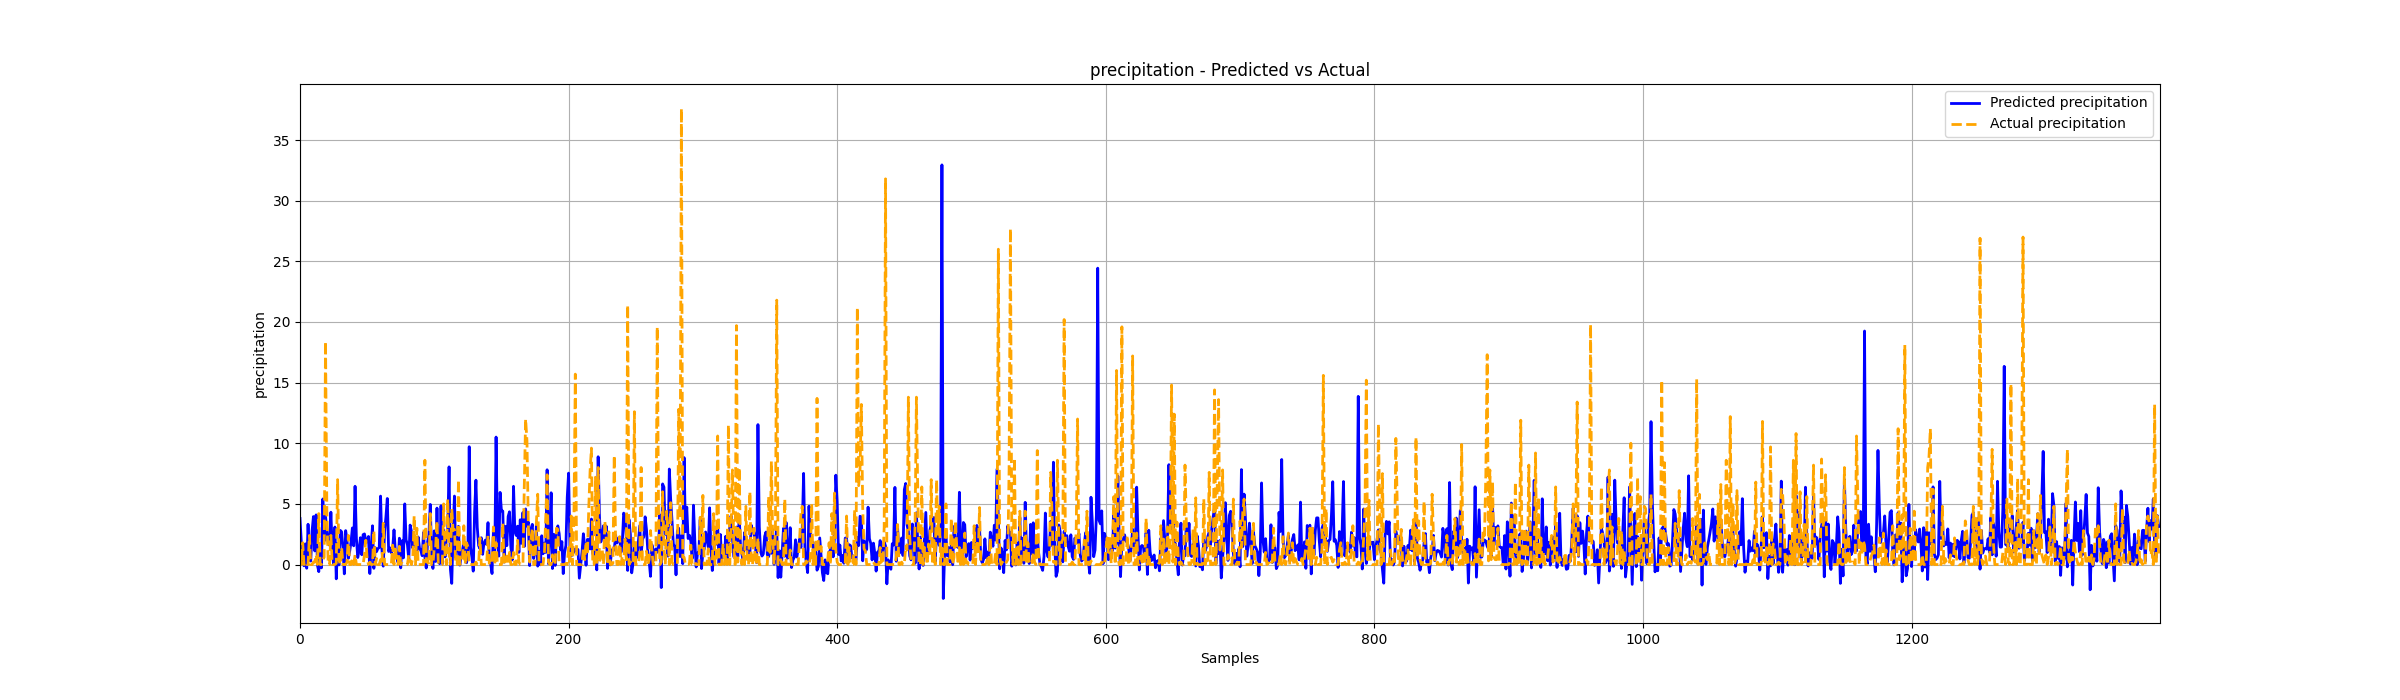 precipitation - Predicted vs Actual
Predicted precipitation
Actual precipitation
precipitation
35
30
25
20
15
10
5
0
0 200 400 600 800 1000 1200
Samples